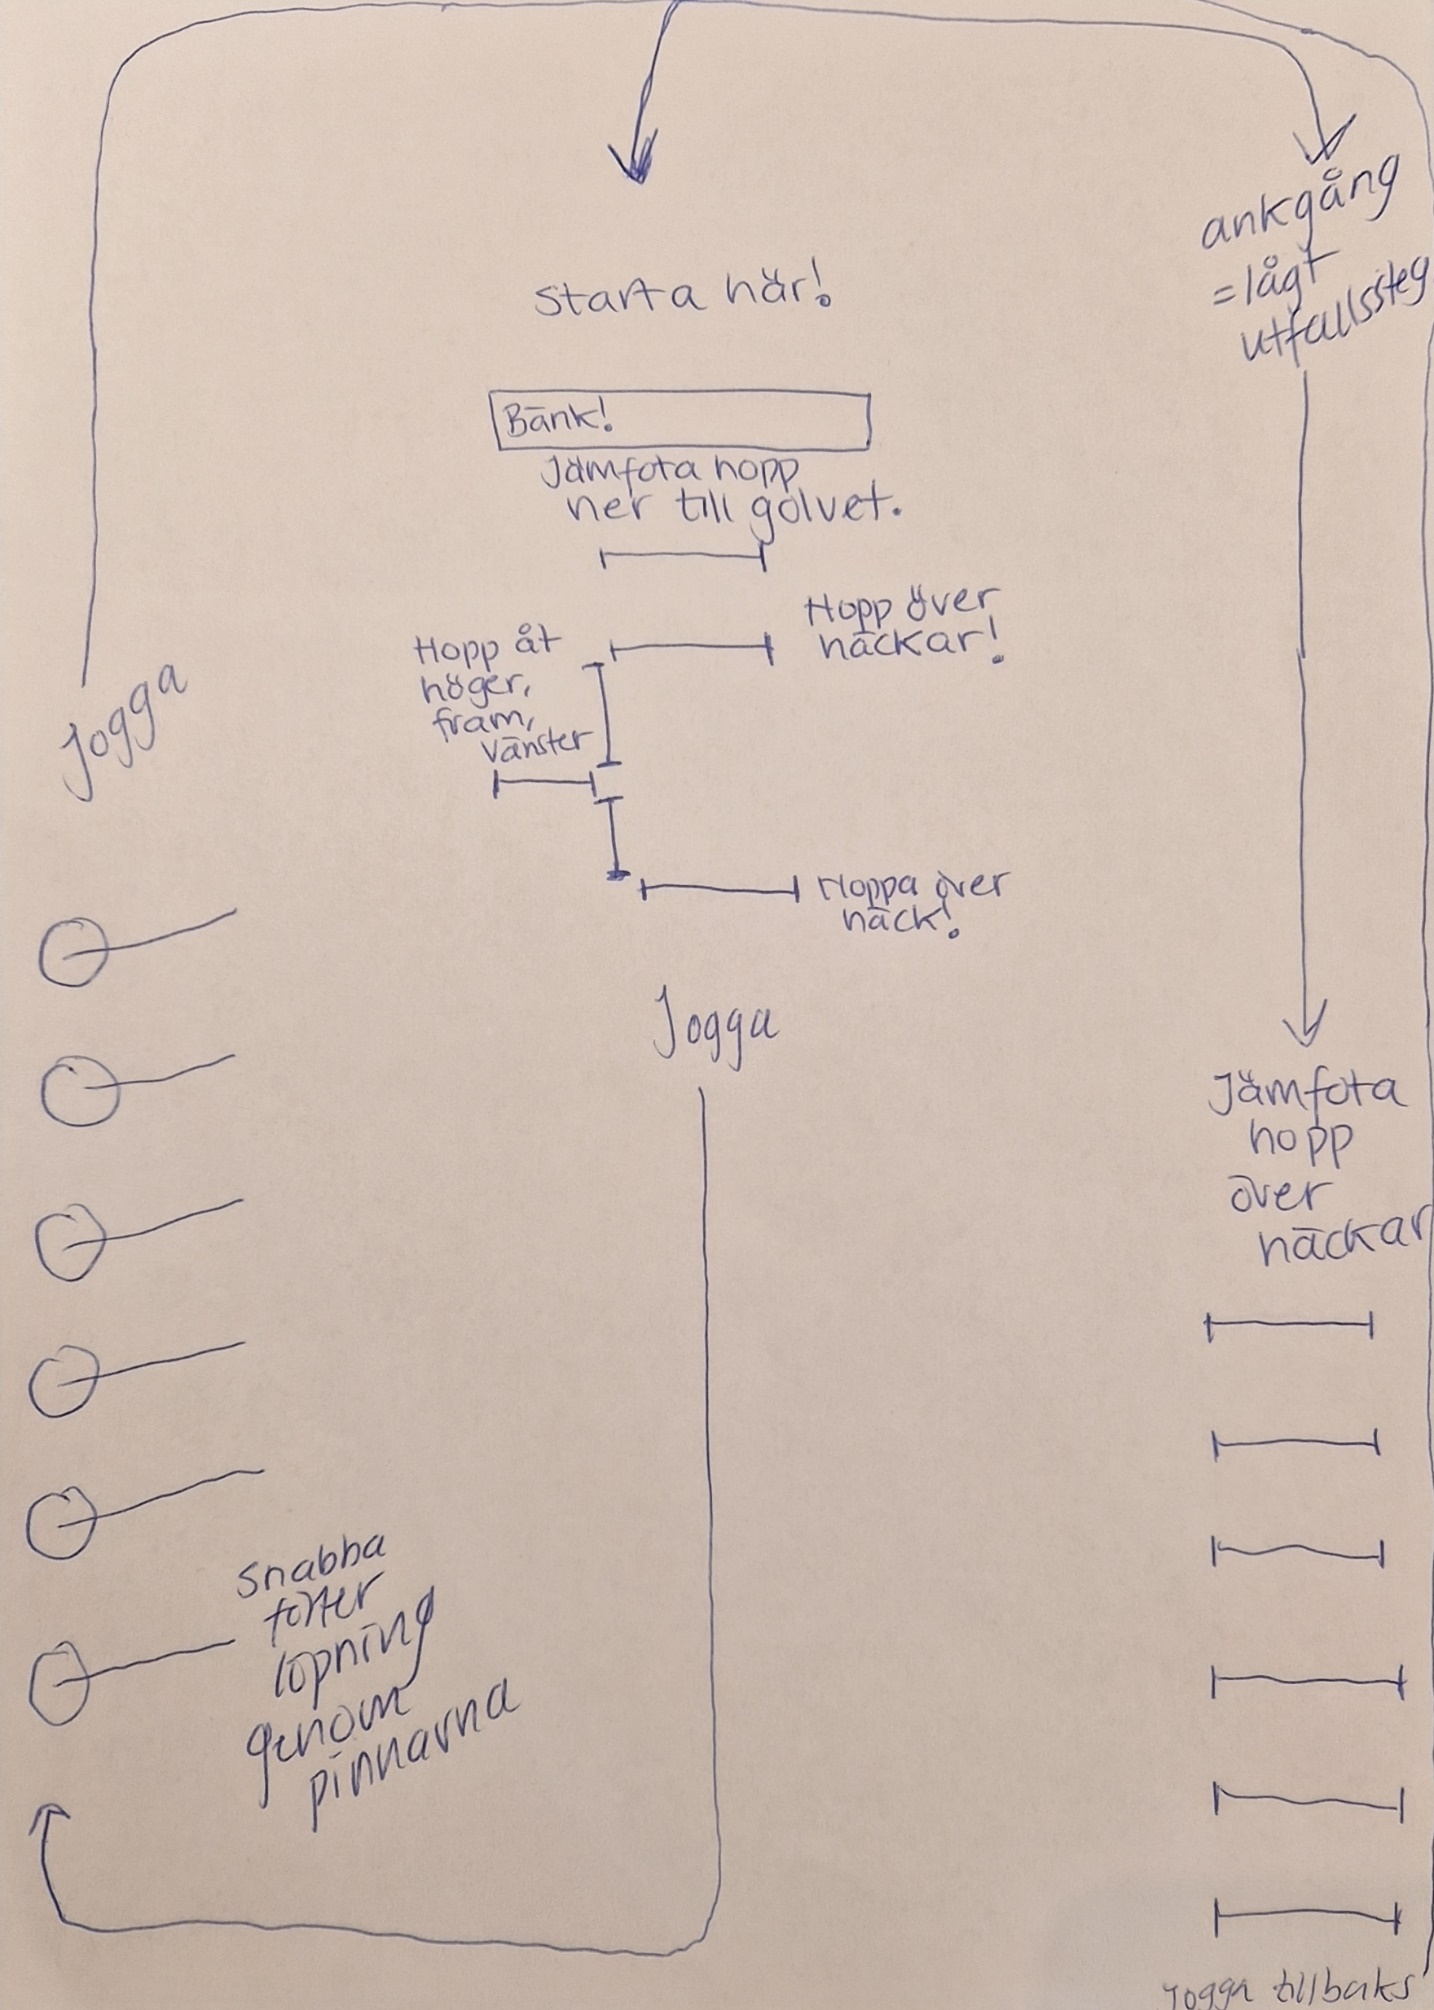 Starta här!
Bänk!
Jämfota hopp
ner till golvet.
Hopp över
häckar!
Hopp åt
höger,
fram,
vänster
Hoppa över
häck!
Jogga
Snabba
fötter
löpning
genom
pinnarna
Jogga
ankgång
=lågt
utfallssteg
Jämfota
hopp
över
häckar
Jogga tillbaks